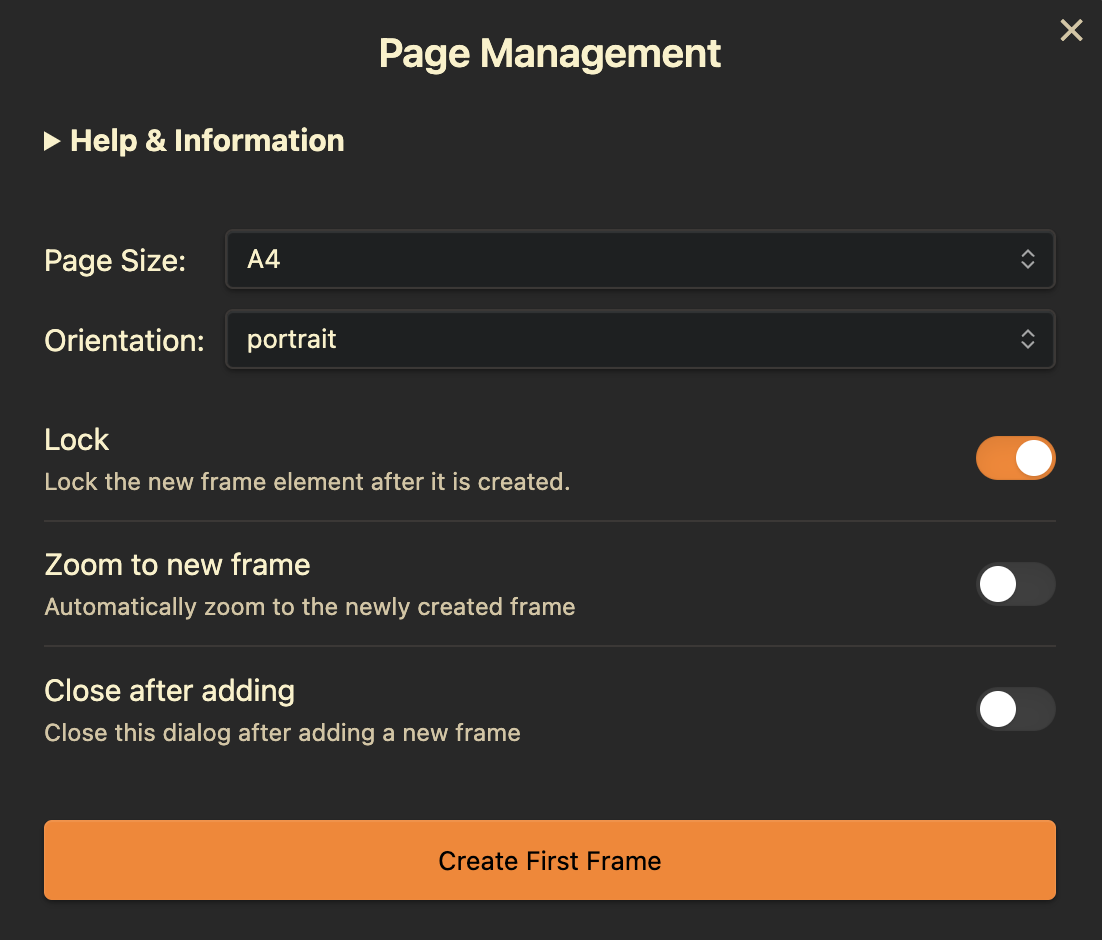 Page Management
Help & Information
Page Size: A4
Orientation: portrait
Lock
Lock the new frame element after it is created.
Zoom to new frame
Automatically zoom to the newly created frame
Close after adding
Close this dialog after adding a new frame
Create First Frame